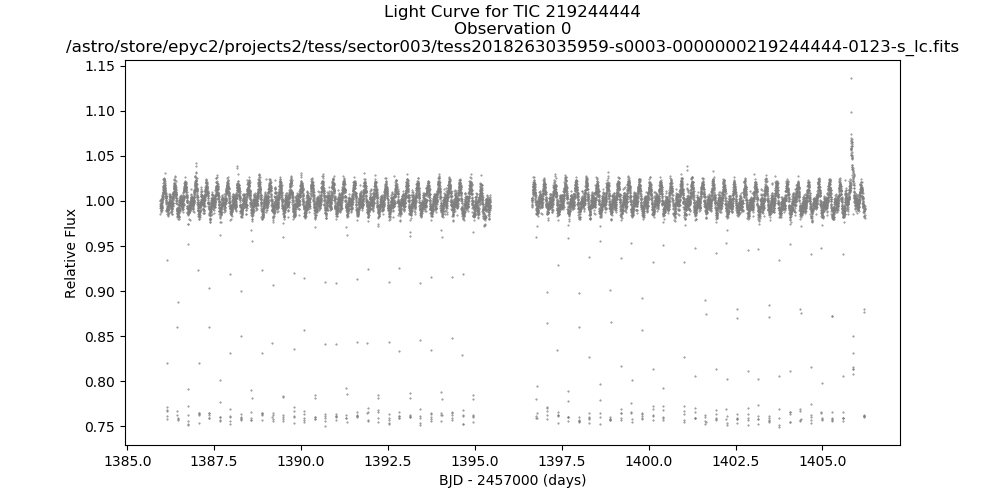 Light Curve for TIC 219244444
Observation 0
/astro/store/epyc2/projects2/tess/sector003/tess2018263035959-s0003-0000000219244444-0123-s_lc.fits
1.15
1.10
1.05
1.00
0.95
0.90
0.85
0.80
0.75
Relative Flux
1385.0 1387.5 1390.0 1392.5 1395.0 1397.5 1400.0 1402.5 1405.0
BJD - 2457000 (days)